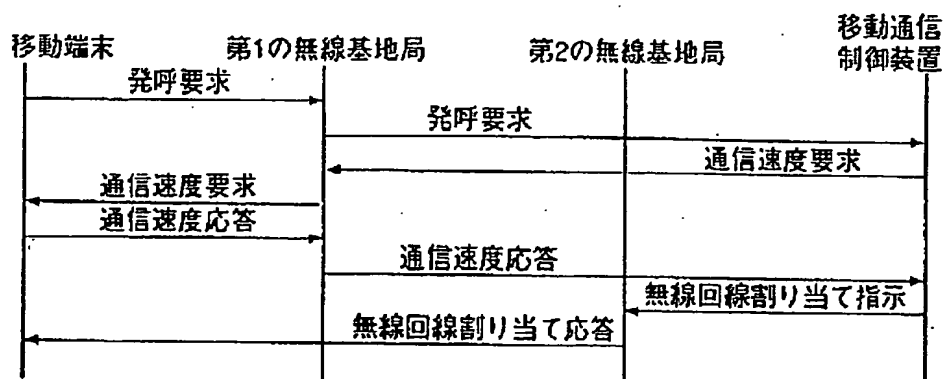 移動端末
第1の無線基地局
第2の無線基地局
移動通信
制御装置
発呼要求
発呼要求
通信速度要求
通信速度要求
通信速度応答
通信速度応答
無線回線割り当て指示
無線回線割り当て応答